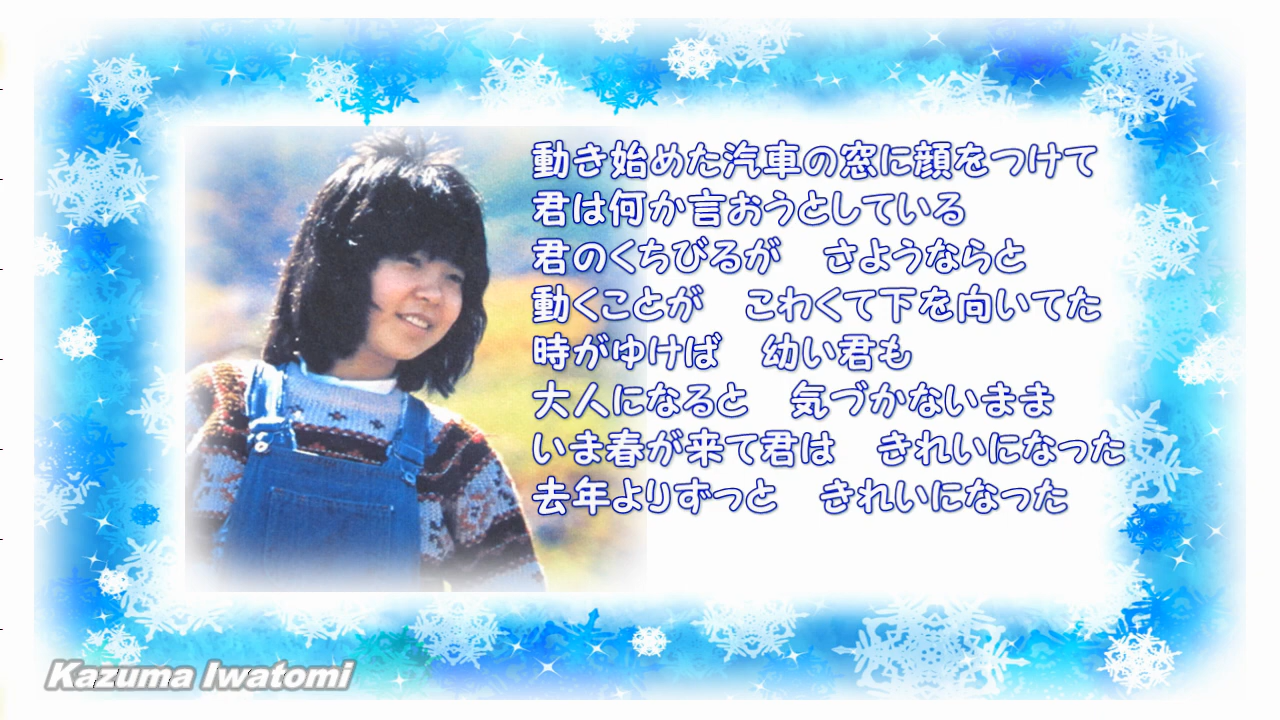 動き始めた汽車の窓に顔をつけて
君は何か言おうとしている
君のくちびるが　さようならと
動くことが　こわくて下を向いてた
時がゆけば　幼い君も
大人になると　気づかないまま
いま春が来て君は　きれいになった
去年よりずっと　きれいになった
Kazuma Iwatomi